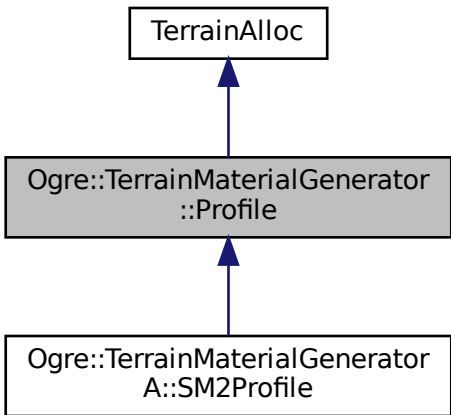 TerrainAlloc
Ogre::TerrainMaterialGenerator
::Profile
Ogre::TerrainMaterialGenerator
A::SM2Profile